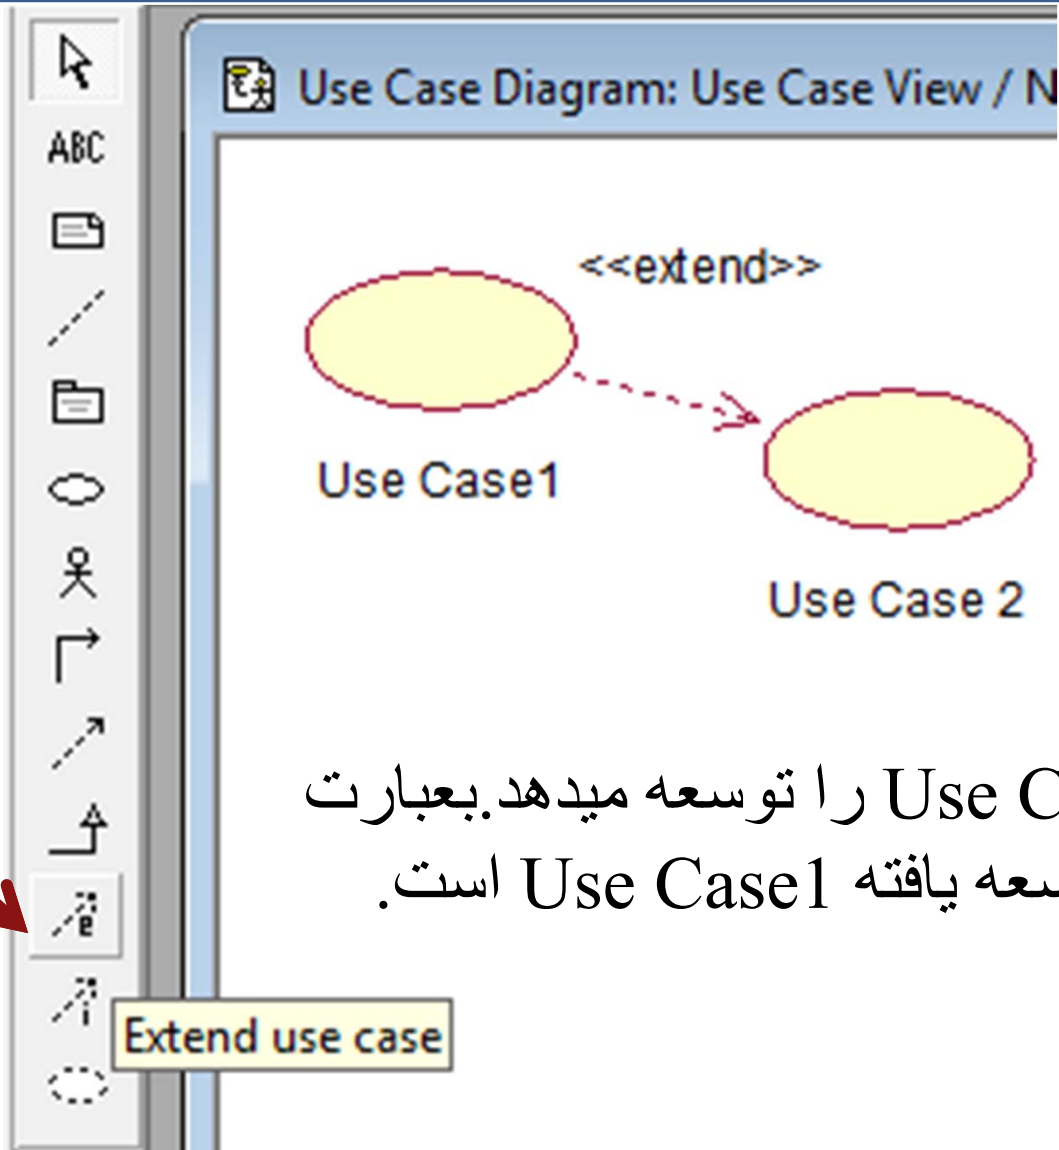 Use Case Diagram: Use Case View / N
ABC
<<extend>>
Use Case1
Use Case 2
Use را توسعه میدهد.بعبارت
یافته Use Case1 است.
e
i
Extend use case